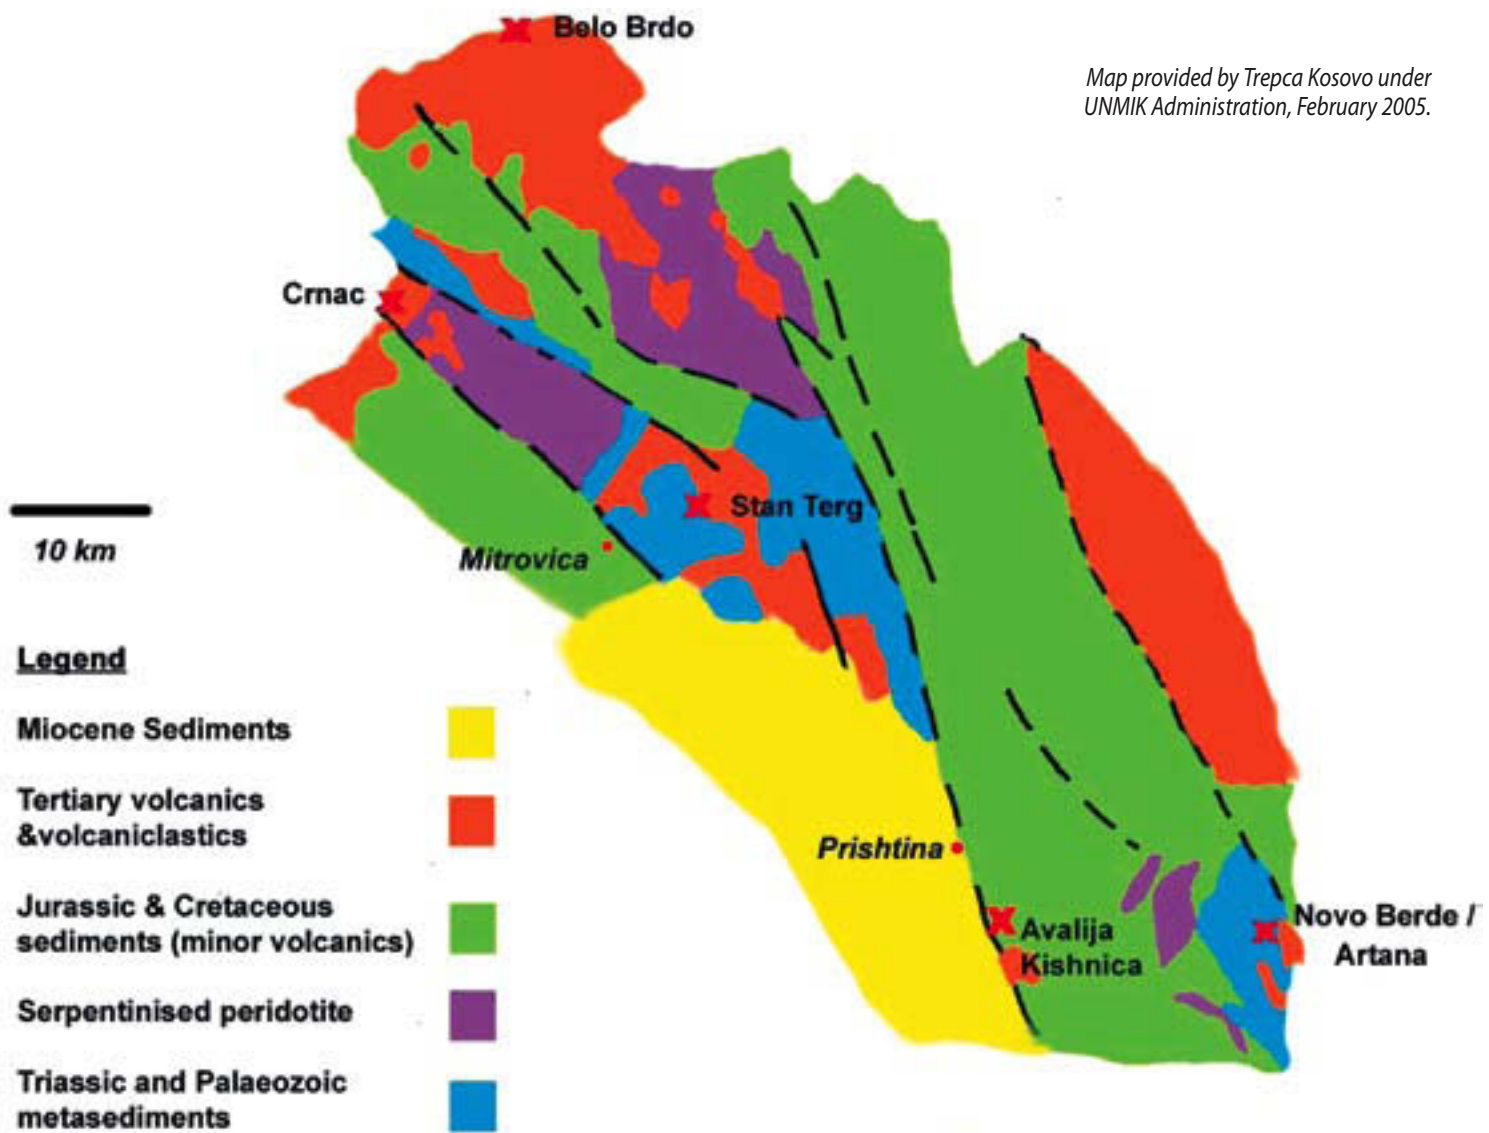 Belo Brdo
Map provided by Trepca Kosovo under
UNMIK Administration, February 2005.
Crnac
Stan Terg
10 km
Mitrovica
Legend
Miocene Sediments
Tertiary volcanics
&volcaniclastics
Prishtina
Jurassic & Cretaceous
sediments (minor volcanics)
Avalija
Kishnica
Novo Berde /
Artana
Serpentinised peridotite
Triassic and Palaeozoic
metasediments